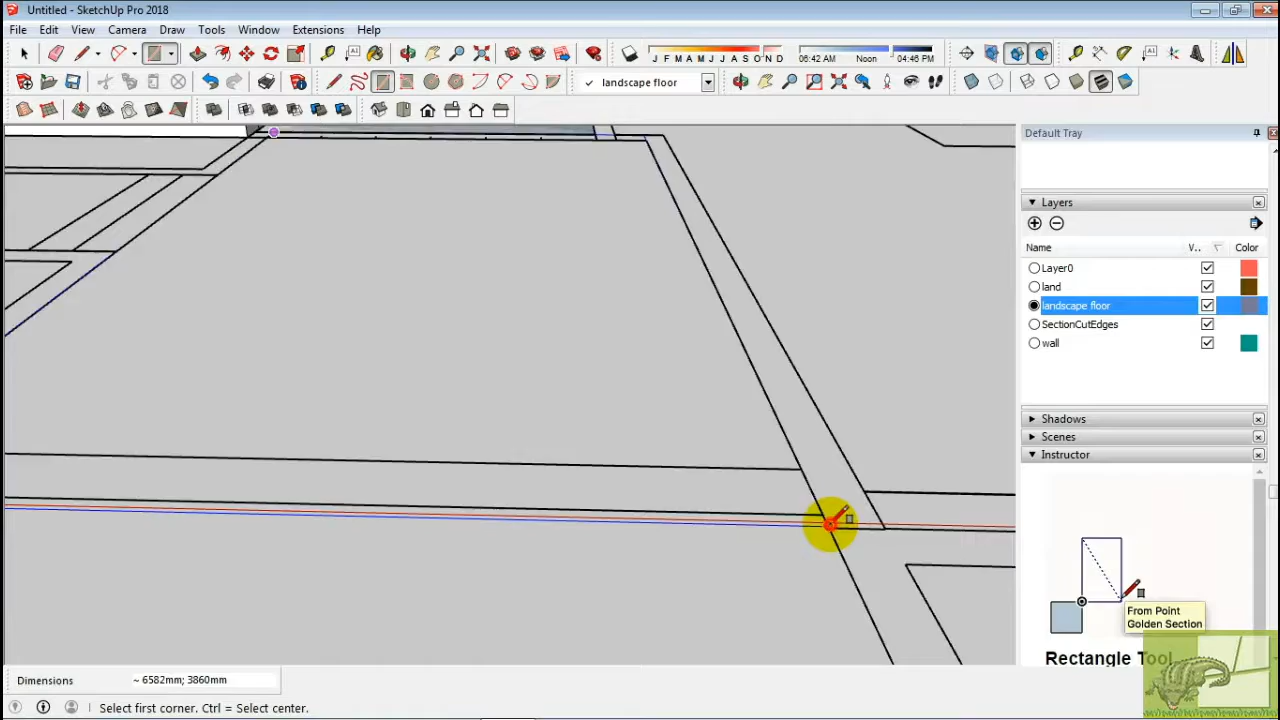 Untitled - SketchUp Pro 2018
File Edit View Camera Draw Tools Window Extensions Help
J F M A M J J A S O N D 06:42 AM Noon 04:46 PM
✓ landscape floor
Default Tray
Layers
Name V.. Color
Layer0
land
landscape floor
SectionCutEdges
wall
Shadows
Scenes
Instructor
From Point
Golden Section
Rectangle Tool
Dimensions ~ 6582mm; 3860mm
Select first corner. Ctrl = Select center.